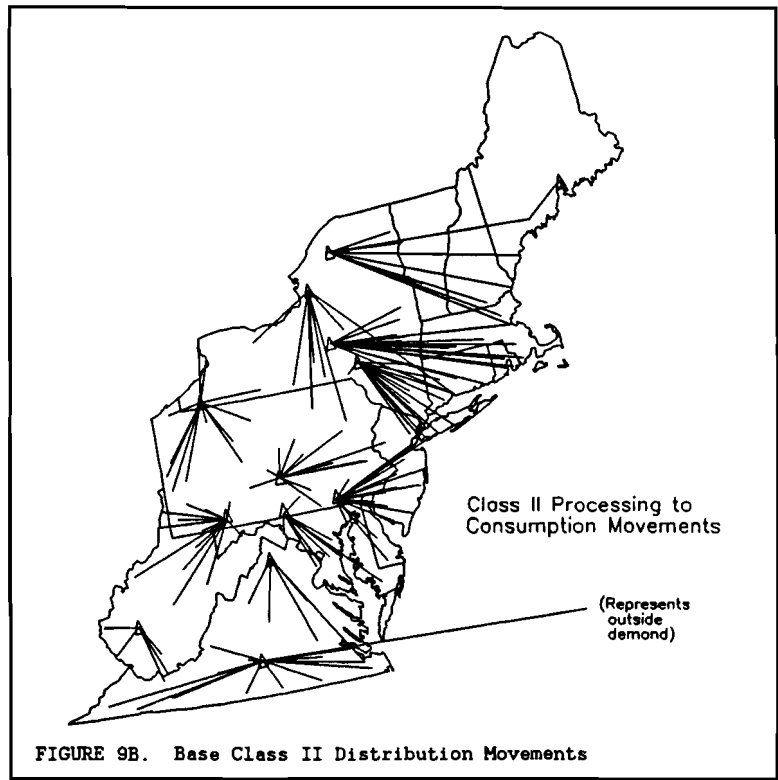 Class II Processing to
Consumption Movements
(Represents
outside
demond)
FIGURE 9B. Base Class II Distribution Movements